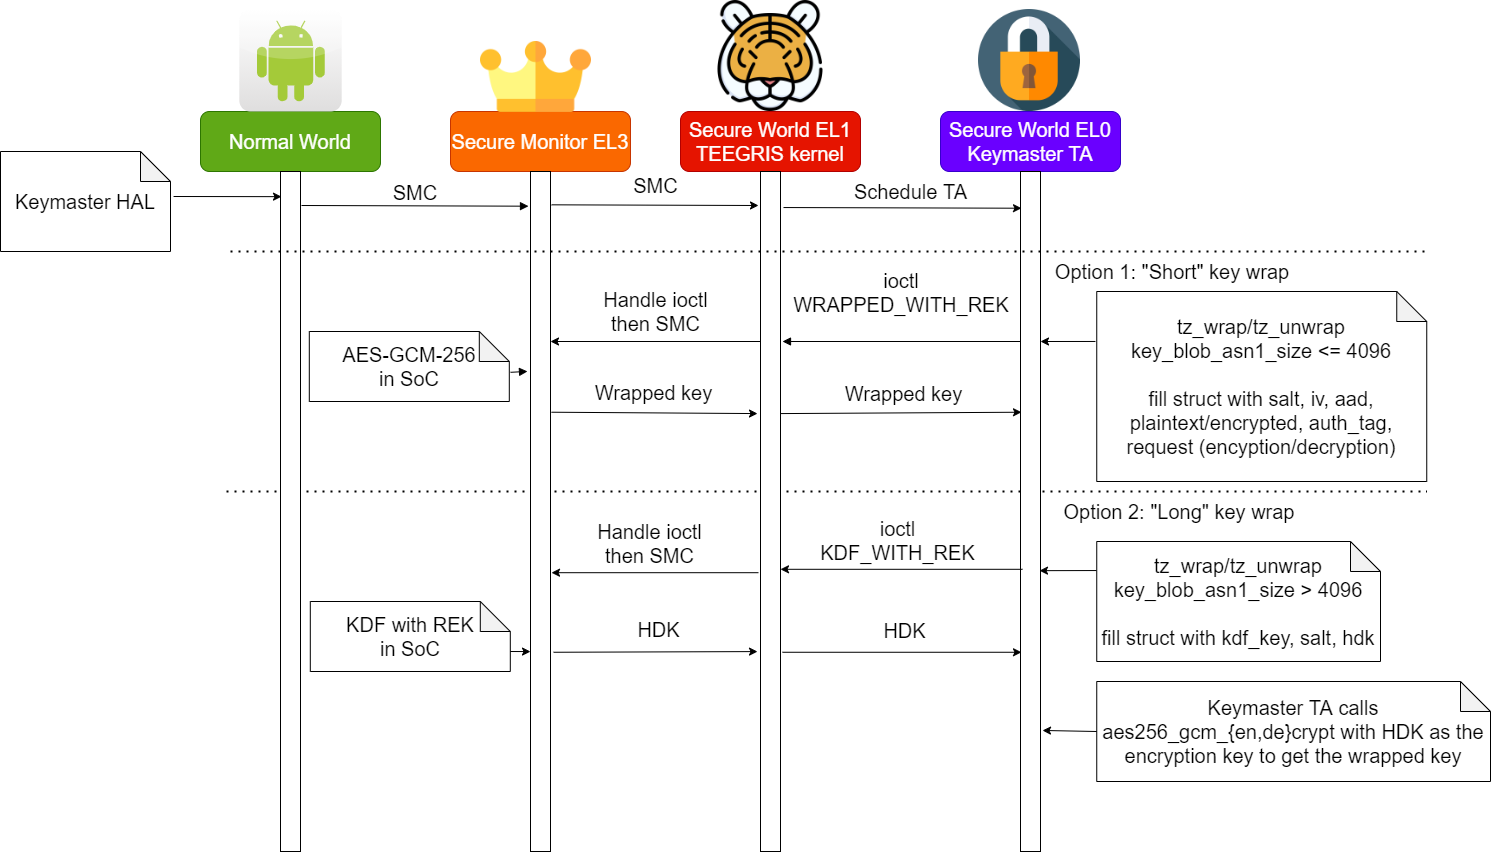 Normal World
Secure Monitor EL3
Secure World EL1
TEEGRIS kernel
Secure World EL0
Keymaster TA
Keymaster HAL
SMC
SMC
Schedule TA
Option 1: "Short" key wrap
ioctl
WRAPPED_WITH_REK
Handle ioctl
then SMC
tz_wrap/tz_unwrap
key_blob_asn1_size <= 4096
fill struct with salt, iv, aad,
plaintext/encrypted, auth_tag,
request (encyption/decryption)
AES-GCM-256
in SoC
Wrapped key
Wrapped key
Option 2: "Long" key wrap
ioctl
KDF_WITH_REK
Handle ioctl
then SMC
tz_wrap/tz_unwrap
key_blob_asn1_size > 4096
fill struct with kdf_key, salt, hdk
KDF with REK
in SoC
HDK
HDK
Keymaster TA calls
aes256_gcm_{en,de}crypt with HDK as the
encryption key to get the wrapped key